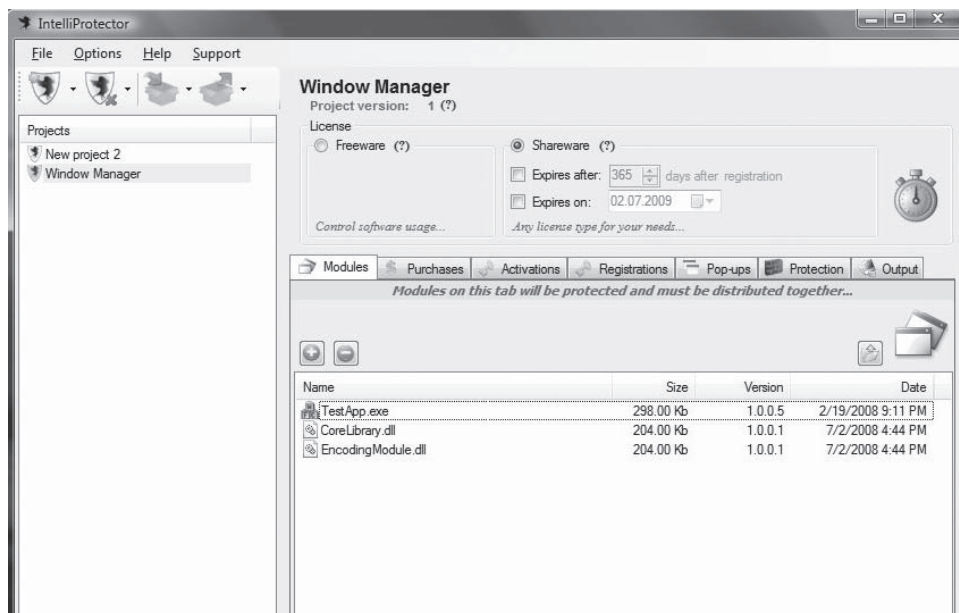 IntelliProtector
File Options Help Support
Projects
New project 2
Window Manager
Window Manager
Project version: 1 (?)
License
Freeware (?)
Control software usage...
Shareware (?)
Expires after: 365 days after registration
Expires on: 02.07.2009
Any license type for your needs...
Modules Purchases Activations Registrations Pop-ups Protection Output
Modules on this tab will be protected and must be distributed together...
Name Size Version Date
TestApp.exe 298.00 Kb 1.0.0.5 2/19/2008 9:11 PM
CoreLibrary.dll 204.00 Kb 1.0.0.1 7/2/2008 4:44 PM
EncodingModule.dll 204.00 Kb 1.0.0.1 7/2/2008 4:44 PM